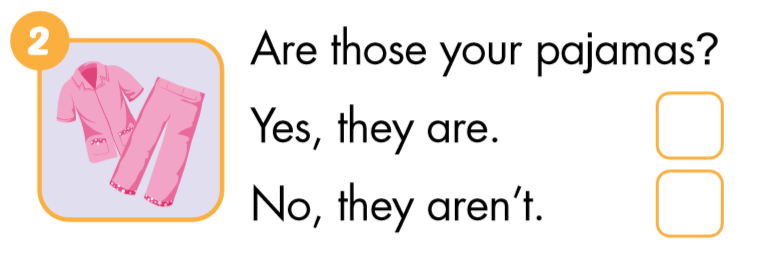 2
Are those your pajamas?
Yes, they are.
No, they aren't.